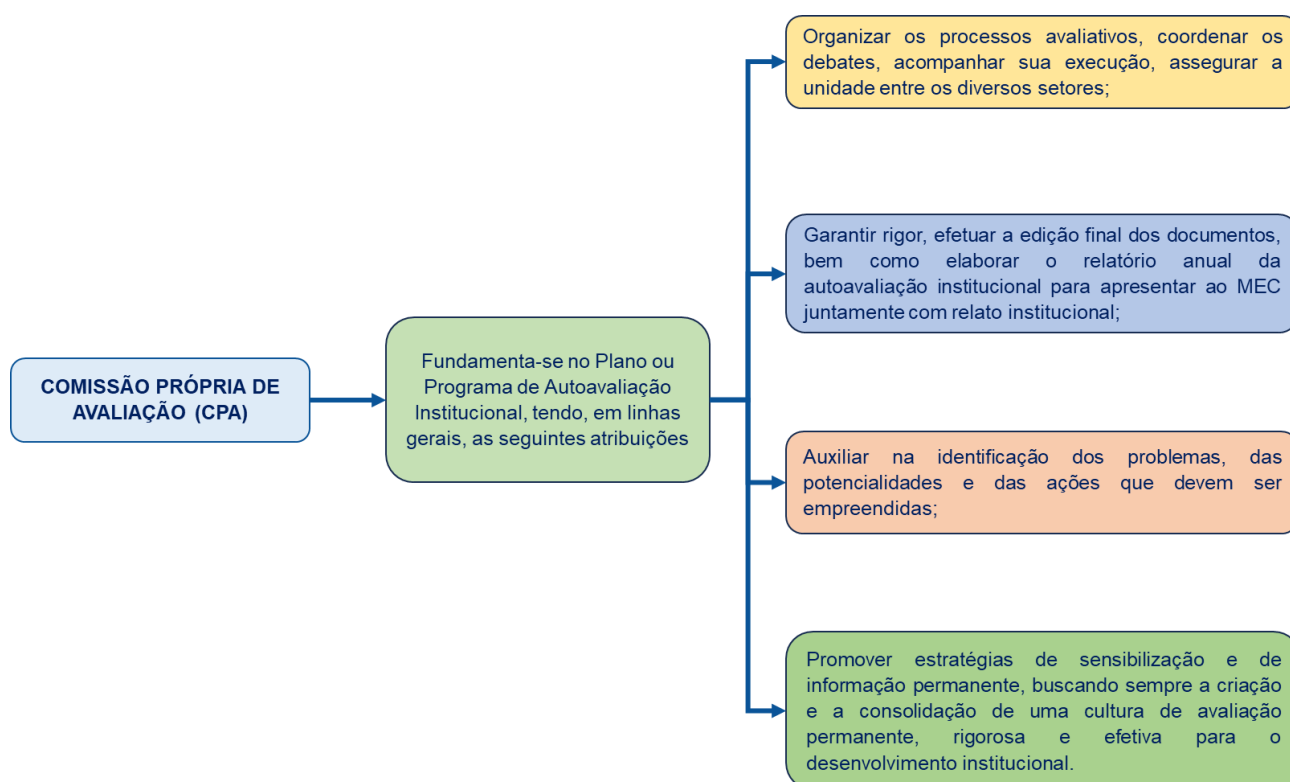 COMISSÃO PRÓPRIA DE
AVALIAÇÃO (CPA)
Fundamenta-se no Plano ou
Programa de Autoavaliação
Institucional, tendo, em linhas
gerais, as seguintes atribuições
Organizar os processos avaliativos, coordenar os
debates, acompanhar sua execução, assegurar a
unidade entre os diversos setores;
Garantir rigor, efetuar a edição final dos documentos,
bem como elaborar o relatório anual da
autoavaliação institucional para apresentar ao MEC
juntamente com relato institucional;
Auxiliar na identificação dos problemas, das
potencialidades e das ações que devem ser
empreendidas;
Promover estratégias de sensibilização e de
informação permanente, buscando sempre a criação
e a consolidação de uma cultura de avaliação
permanente, rigorosa e efetiva para o
desenvolvimento institucional.